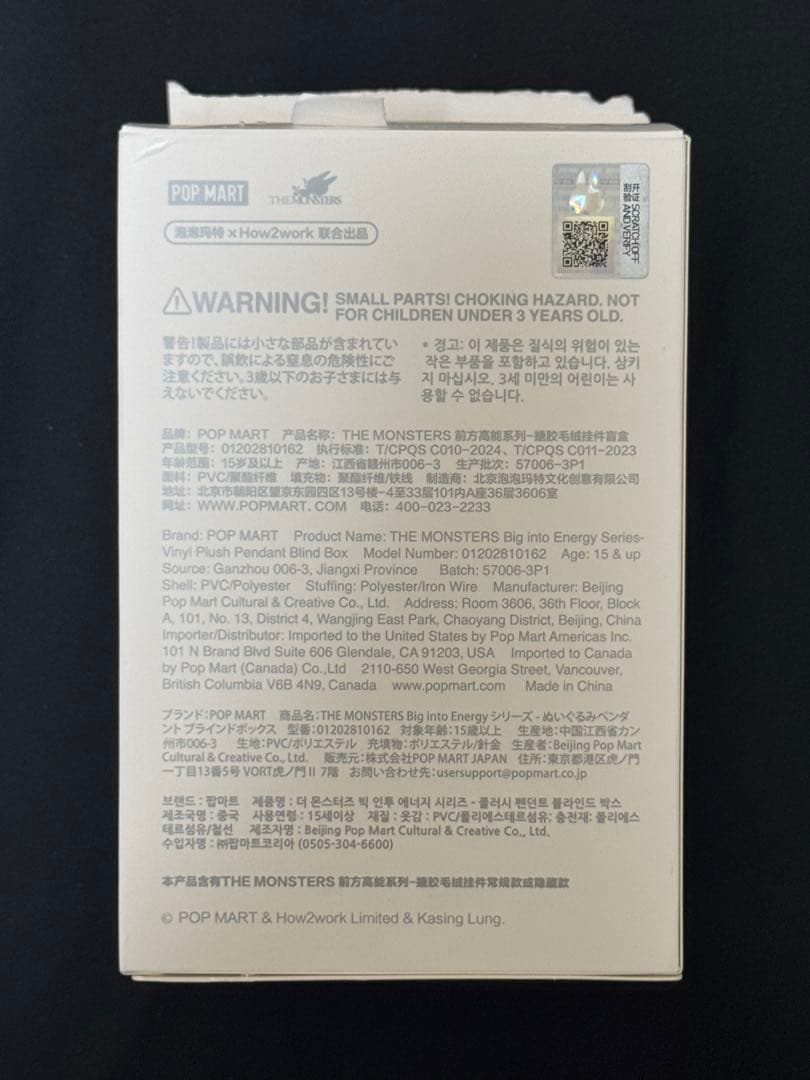 POP MART THE MONSTERS
泡泡玛特×How2work 联合出品
刮开验证 SCRATCH OFF AND VERIFY
WARNING! SMALL PARTS! CHOKING HAZARD. NOT
FOR CHILDREN UNDER 3 YEARS OLD.
警告!製品には小さな部品が含まれてい
ますので、誤飲による窒息の危険性にご
注意ください。3歳以下のお子さまには与
えないでください。
* 경고: 이 제품은 질식의 위험이 있는
작은 부품을 포함하고 있습니다. 삼키
지 마십시오, 3세 미만의 어린이는 사
용할 수 없습니다.
品牌: POP MART 产品名称: THE MONSTERS 前方高能系列-搪胶毛绒挂件盲盒
产品型号: 01202810162 执行标准: T/CPQS C010-2024、T/CPQS C011-2023
年龄范围: 15岁及以上 产地: 江西省赣州市006-3 生产批次: 57006-3P1
面料: PVC/聚酯纤维 填充物: 聚酯纤维/铁线 制造商: 北京泡泡玛特文化创意有限公司
地址: 北京市朝阳区望京东园四区13号楼-4至33层101内A座36层3606室
网址: WWW.POPMART.COM 电话: 400-023-2233
Brand: POP MART Product Name: THE MONSTERS Big into Energy Series-
Vinyl Plush Pendant Blind Box Model Number: 01202810162 Age: 15 & up
Source: Ganzhou 006-3, Jiangxi Province Batch: 57006-3P1
Shell: PVC/Polyester Stuffing: Polyester/Iron Wire Manufacturer: Beijing
Pop Mart Cultural & Creative Co., Ltd. Address: Room 3606, 36th Floor, Block
A, 101, No. 13, District 4, Wangjing East Park, Chaoyang District, Beijing, China
Importer/Distributor: Imported to the United States by Pop Mart Americas Inc.
101 N Brand Blvd Suite 606 Glendale, CA 91203, USA Imported to Canada
by Pop Mart (Canada) Co.,Ltd 2110-650 West Georgia Street, Vancouver,
British Columbia V6B 4N9, Canada www.popmart.com Made in China
ブランド:POP MART 商品名:THE MONSTERS Big into Energy シリーズ - ぬいぐるみペンダ
ント ブラインドボックス 型番:01202810162 対象年齢:15歳以上 生産地:中国江西省カン
州市006-3 生地:PVC/ポリエステル 充填物:ポリエステル/針金 生産者:Beijing Pop Mart
Cultural & Creative Co., Ltd. 販売元:株式会社POP MART JAPAN 住所:東京都港区虎ノ門
一丁目13番5号 VORT虎ノ門Ⅱ 7階 お問い合わせ先:usersupport@popmart.co.jp
브랜드 : 팝마트 제품명 : 더 몬스터즈 빅 인투 에너지 시리즈 - 플러시 펜던트 블라인드 박스
제조국명 : 중국 사용연령 : 15세이상 재질 : 겉감 : PVC/폴리에스테르섬유; 충전재: 폴리에스
테르섬유/철선 제조자명 : Beijing Pop Mart Cultural & Creative Co., Ltd.
수입자명 : ㈜팝마트코리아 (0505-304-6600)
本产品含有THE MONSTERS 前方高能系列-搪胶毛绒挂件常规款或隐藏款
© POP MART & How2work Limited & Kasing Lung.